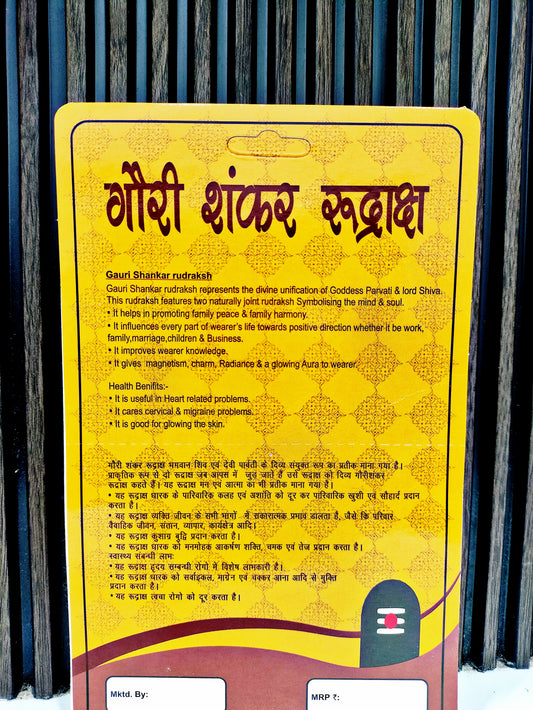 गौरी शंकर रूद्राक्ष
Gauri Shankar rudraksh
Gauri Shankar rudraksh represents the divine unification of Goddess Parvati & lord Shiva.
This rudraksh features two naturally joint rudraksh Symbolising the mind & soul.
• It helps in promoting family peace & family harmony.
• It influences every part of wearer's life towards positive direction whether it be work,
family,marriage,children & Business.
• It improves wearer knowledge.
• It gives magnetism, charm, Radiance & a glowing Aura to wearer.
Health Benifits:-
• It is useful in Heart related problems.
• It cares cervical & migraine problems.
• It is good for glowing the skin.
गौरी शंकर रूद्राक्ष भगवान शिव एवं देवी पार्वती के दिव्य संयुक्त रूप का प्रतीक माना गया है।
प्राकृतिक रूप से दो रूद्राक्ष जब आपस में जुड़ जाते हैं उसे रूद्राक्ष को दिव्य गौरीशंकर
रूद्राक्ष कहते हैं। यह रूद्राक्ष मन एवं आत्मा का भी प्रतीक माना गया है।
• यह रूद्राक्ष धारक के पारिवारिक कलह एवं अशांति को दूर कर पारिवारिक खुशी एवं सौहार्द प्रदान
करता है।
• यह रूद्राक्ष व्यक्ति जीवन के सभी भागों में सकारात्मक प्रभाव डालता है, जैसे कि परिवार
वैवाहिक जीवन, संतान, व्यापार, कार्यक्षेत्र आदि।
• यह रूद्राक्ष कुशाग्र बुद्वि प्रदान करता है।
• यह रूद्राक्ष धारक को मनमोहक आकर्षण शक्ति, चमक एवं तेज प्रदान करता है।
स्वास्थ्य संबन्धी लाभः
• यह रूद्राक्ष हृदय सम्बन्धी रोगो में विशेष लाभकारी है।
• यह रूद्राक्ष धारक को सर्वाइकल, माग्रेन एवं चक्कर आना आदि से मुक्ति
प्रदान करता है।
• यह रूद्राक्ष त्वचा रोगो को दूर करता है।
Mktd. By:
MRP ₹: